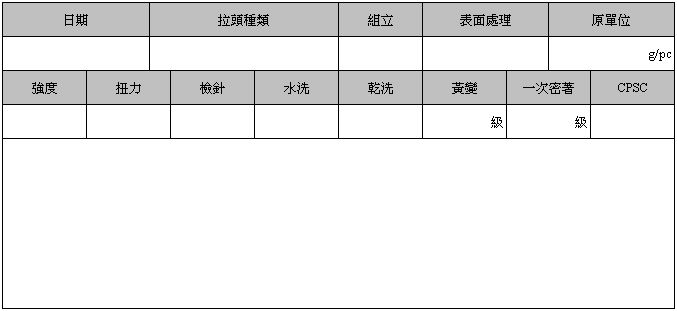 日期 拉頭種類 組立 表面處理 原單位
g/pc
強度 扭力 檢針 水洗 乾洗 黃變 一次密著 CPSC
級 級